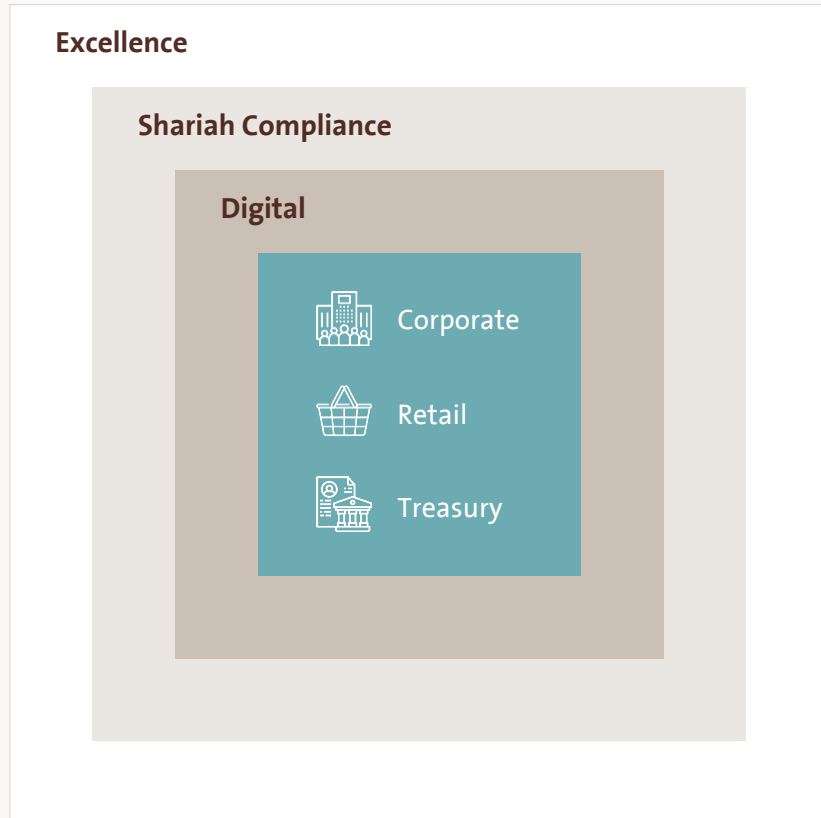 Excellence
Shariah Compliance
Digital
Corporate
Retail
Treasury